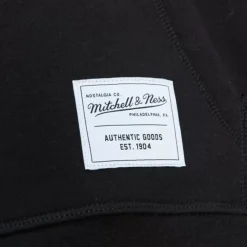 NOSTALGIA CO.
Mitchell & Ness
PHILADELPHIA, PA.
AUTHENTIC GOODS
EST. 1904